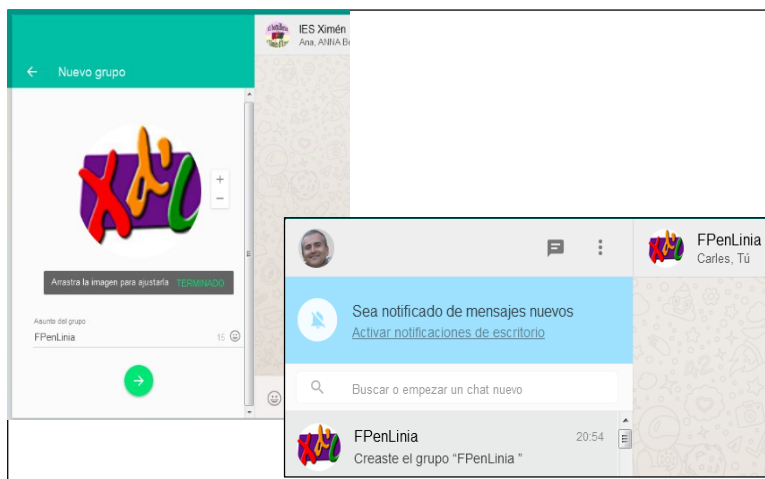 IES Ximén
Ana, ANNA B
← Nuevo grupo
Xd'C
+
−
Arrastra la imagen para ajustarla TERMINADO
Asunto del grupo
FPenLinia 15
FPenLinia
Carles, Tú
Sea notificado de mensajes nuevos
Activar notificaciones de escritorio
Buscar o empezar un chat nuevo
FPenLinia 20:54
Creaste el grupo “FPenLinia ”